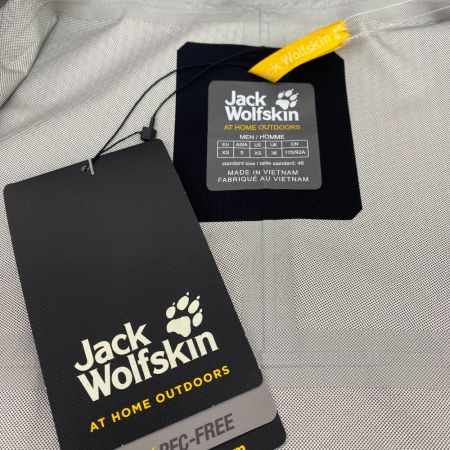 Jack Wolfskin
Jack
Wolfskin
AT HOME OUTDOORS
MEN / HOMME
EU ASIA US UK CN
XS S XS 36 170/92A
standard size / taille standard: 46
MADE IN VIETNAM
FABRIQUÉ AU VIETNAM
Jack
Wolfskin
AT HOME OUTDOORS
PFC-FREE